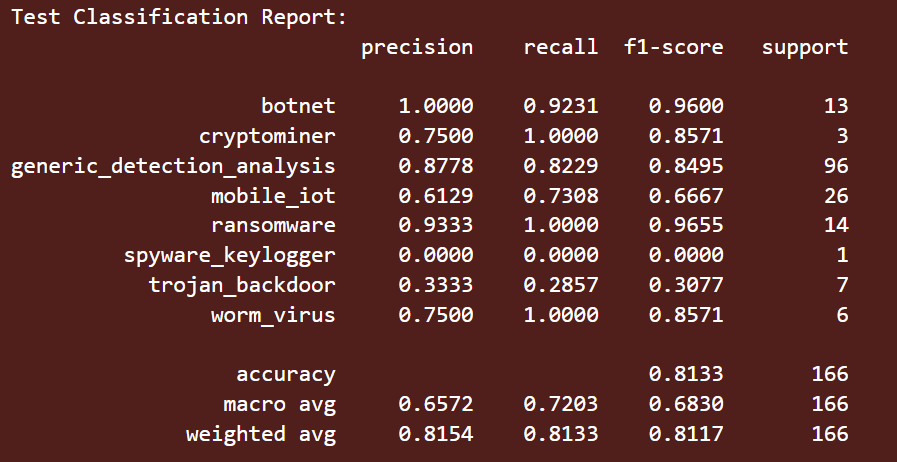 Test Classification Report:
precision recall f1-score support
botnet 1.0000 0.9231 0.9600 13
cryptominer 0.7500 1.0000 0.8571 3
generic_detection_analysis 0.8778 0.8229 0.8495 96
mobile_iot 0.6129 0.7308 0.6667 26
ransomware 0.9333 1.0000 0.9655 14
spyware_keylogger 0.0000 0.0000 0.0000 1
trojan_backdoor 0.3333 0.2857 0.3077 7
worm_virus 0.7500 1.0000 0.8571 6
accuracy 0.8133 166
macro avg 0.6572 0.7203 0.6830 166
weighted avg 0.8154 0.8133 0.8117 166